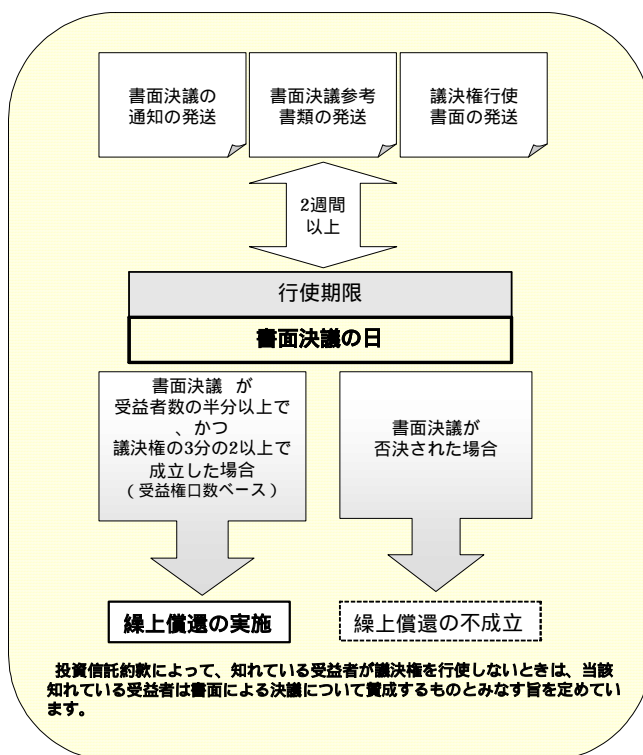 書面決議の
通知の発送
書面決議参考
書類の発送
議決権行使
書面の発送
2週間
以上
行使期限
書面決議の日
書面決議 が
受益者数の半分以上で
、かつ
議決権の3分の2以上で
成立した場合
(受益権口数ベース)
書面決議が
否決された場合
繰上償還の実施
繰上償還の不成立
投資信託約款によって、知れている受益者が議決権を行使しないときは、当該
知れている受益者は書面による決議について賛成するものとみなす旨を定めてい
ます。